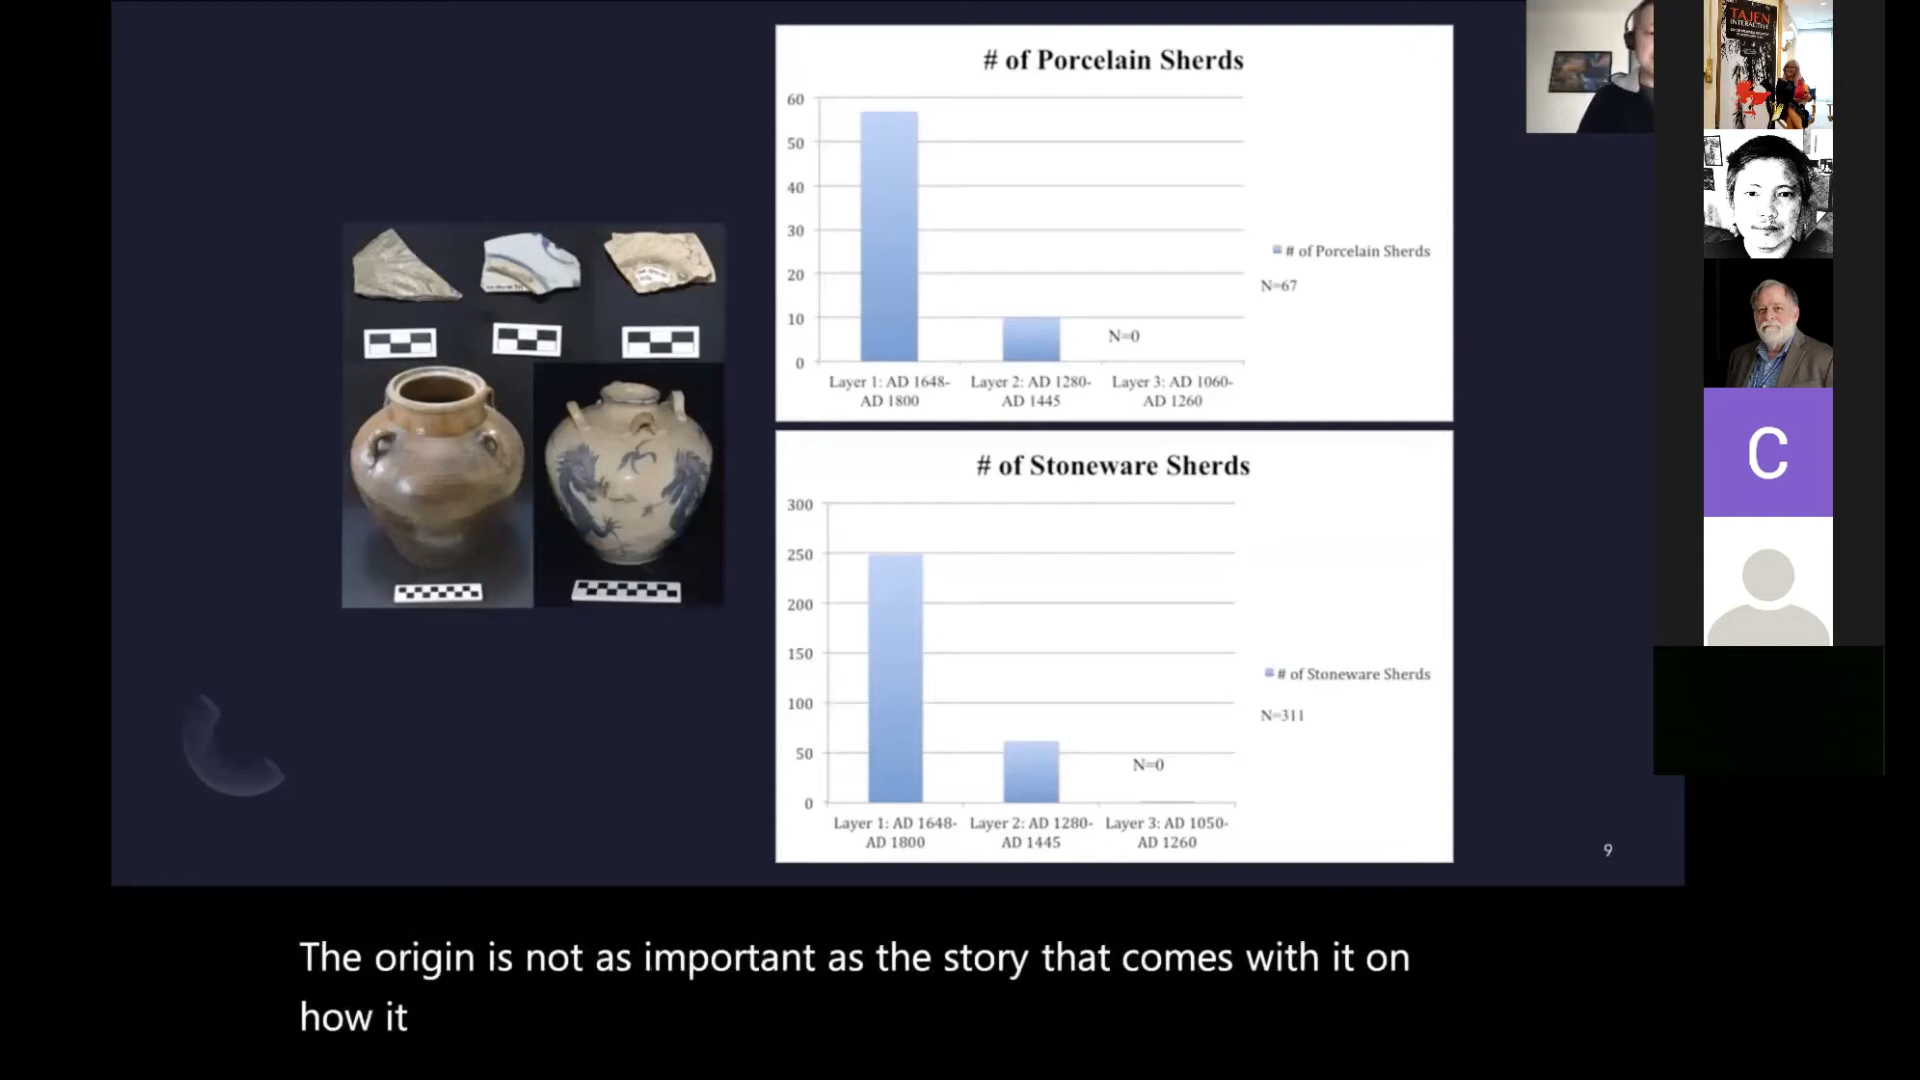 # of Porcelain Sherds
60
50
40
30
20
10
0
N=0
Layer 1: AD 1648-
AD 1800
Layer 2: AD 1280-
AD 1445
Layer 3: AD 1060-
AD 1260
# of Porcelain Sherds
N=67
# of Stoneware Sherds
300
250
200
150
100
50
0
N=0
Layer 1: AD 1648-
AD 1800
Layer 2: AD 1280-
AD 1445
Layer 3: AD 1050-
AD 1260
# of Stoneware Sherds
N=311
9
TAJEN
INTERACTIVE
C
The origin is not as important as the story that comes with it on
how it